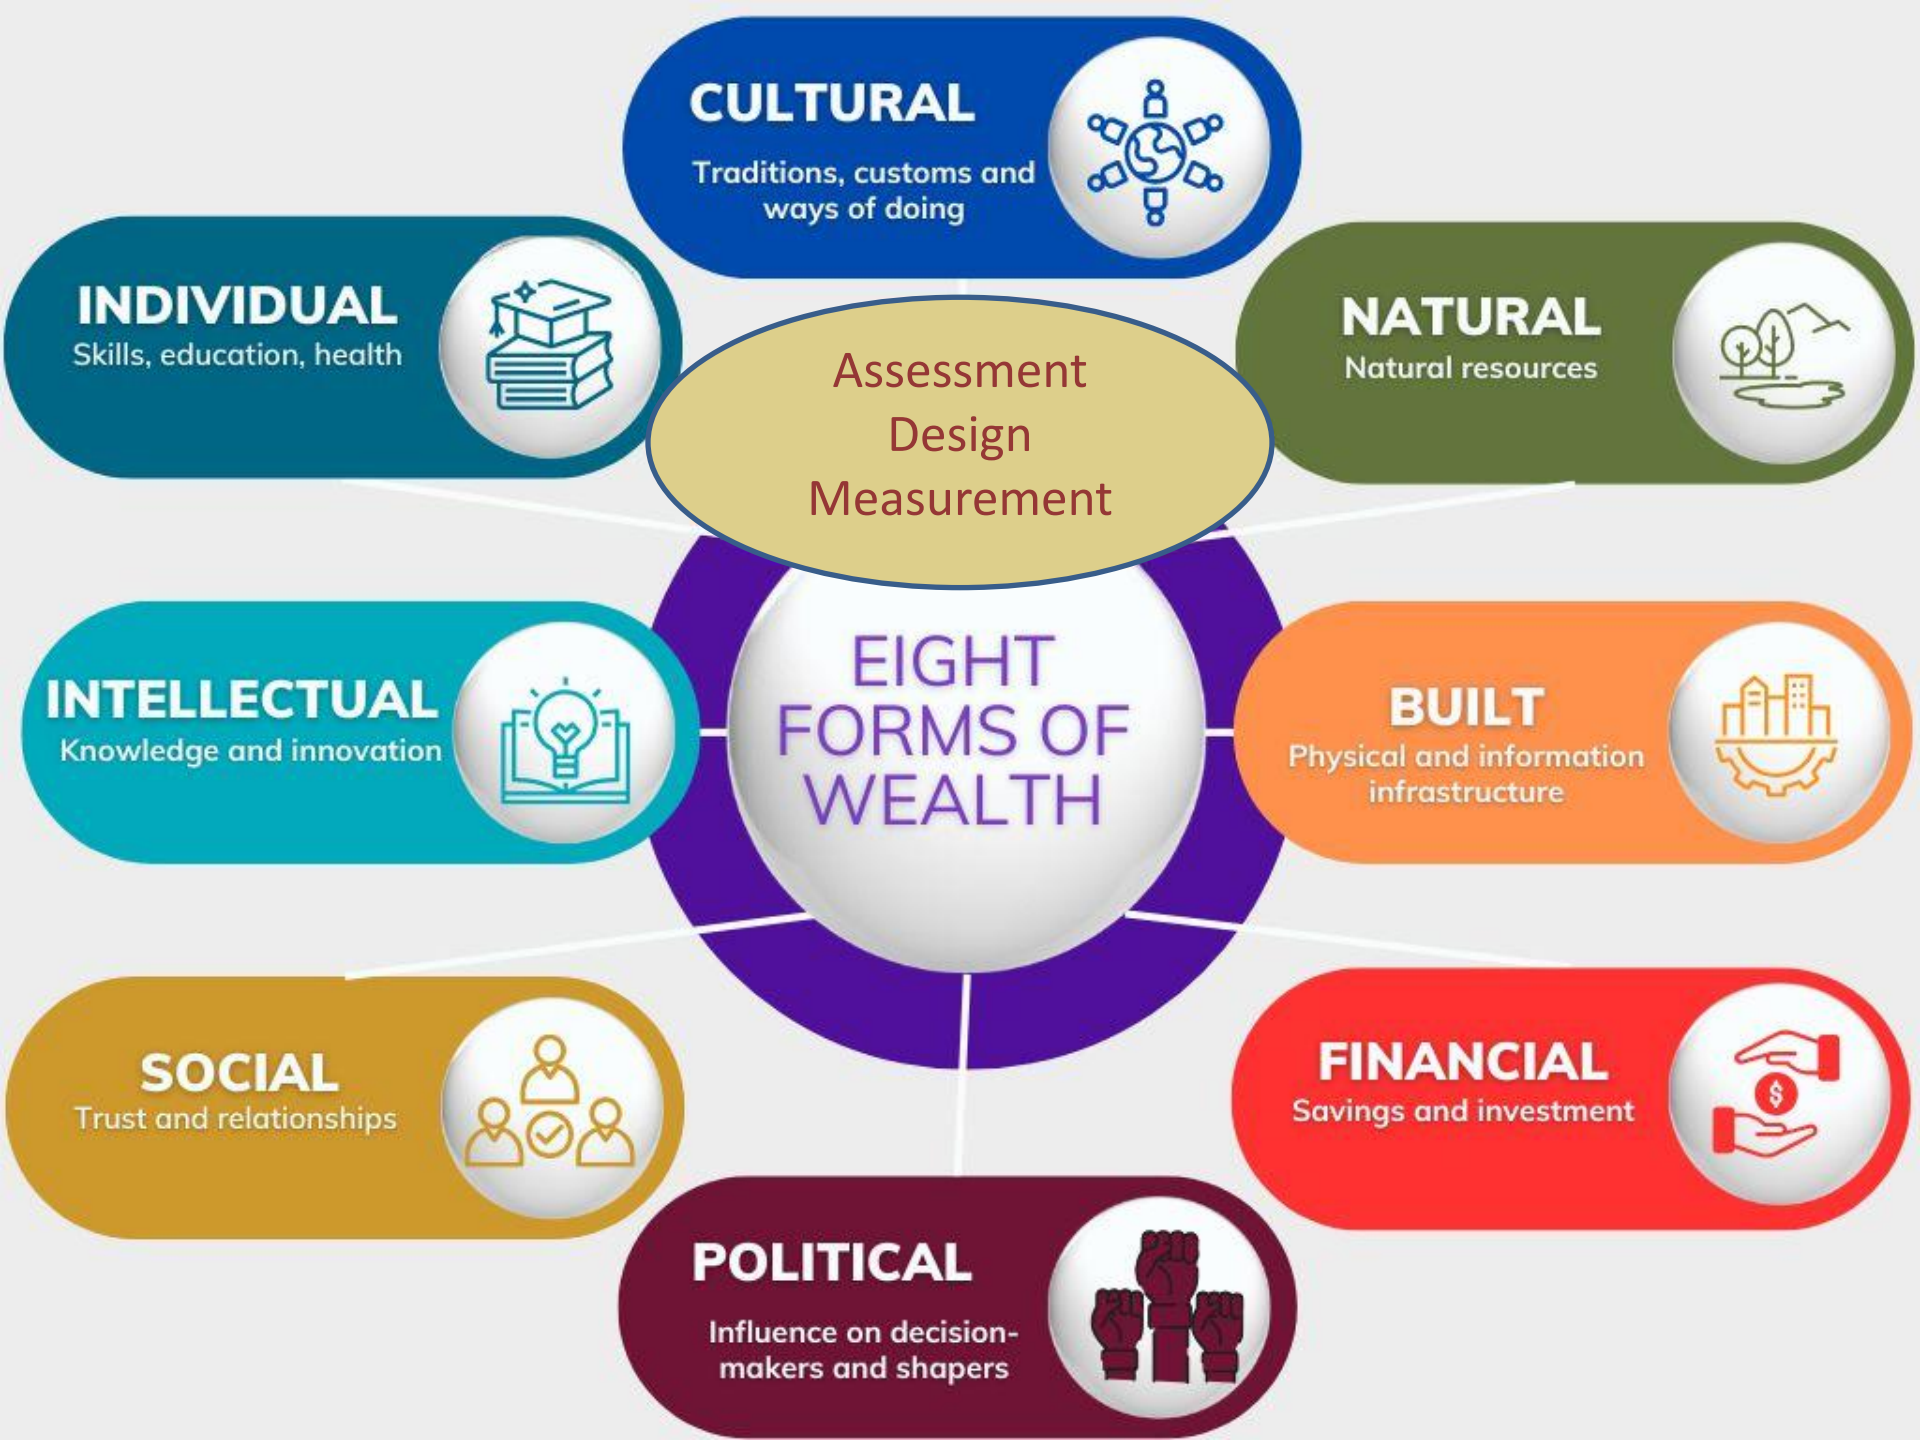 CULTURAL
Traditions, customs and
ways of doing
INDIVIDUAL
Skills, education, health
NATURAL
Natural resources
Assessment
Design
Measurement
EIGHT
FORMS OF
WEALTH
INTELLECTUAL
Knowledge and innovation
BUILT
Physical and information
infrastructure
SOCIAL
Trust and relationships
FINANCIAL
Savings and investment
$
POLITICAL
Influence on decision-
makers and shapers